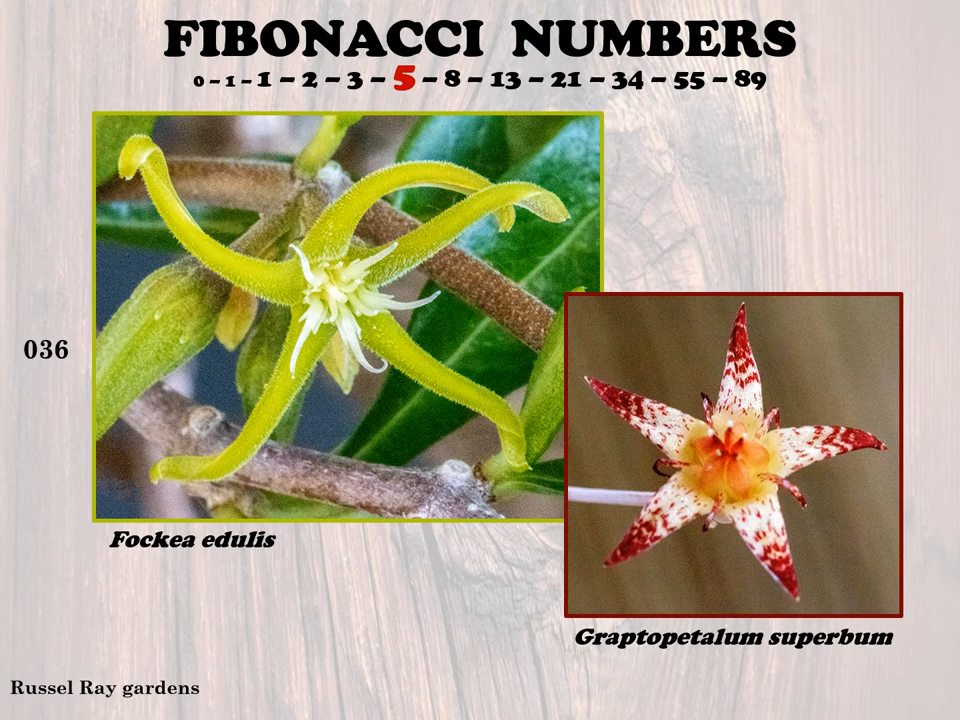 FIBONACCI NUMBERS
0 – 1 – 1 – 2 – 3 – 5 – 8 – 13 – 21 – 34 – 55 – 89
036
Fockea edulis
Graptopetalum superbum
Russel Ray gardens